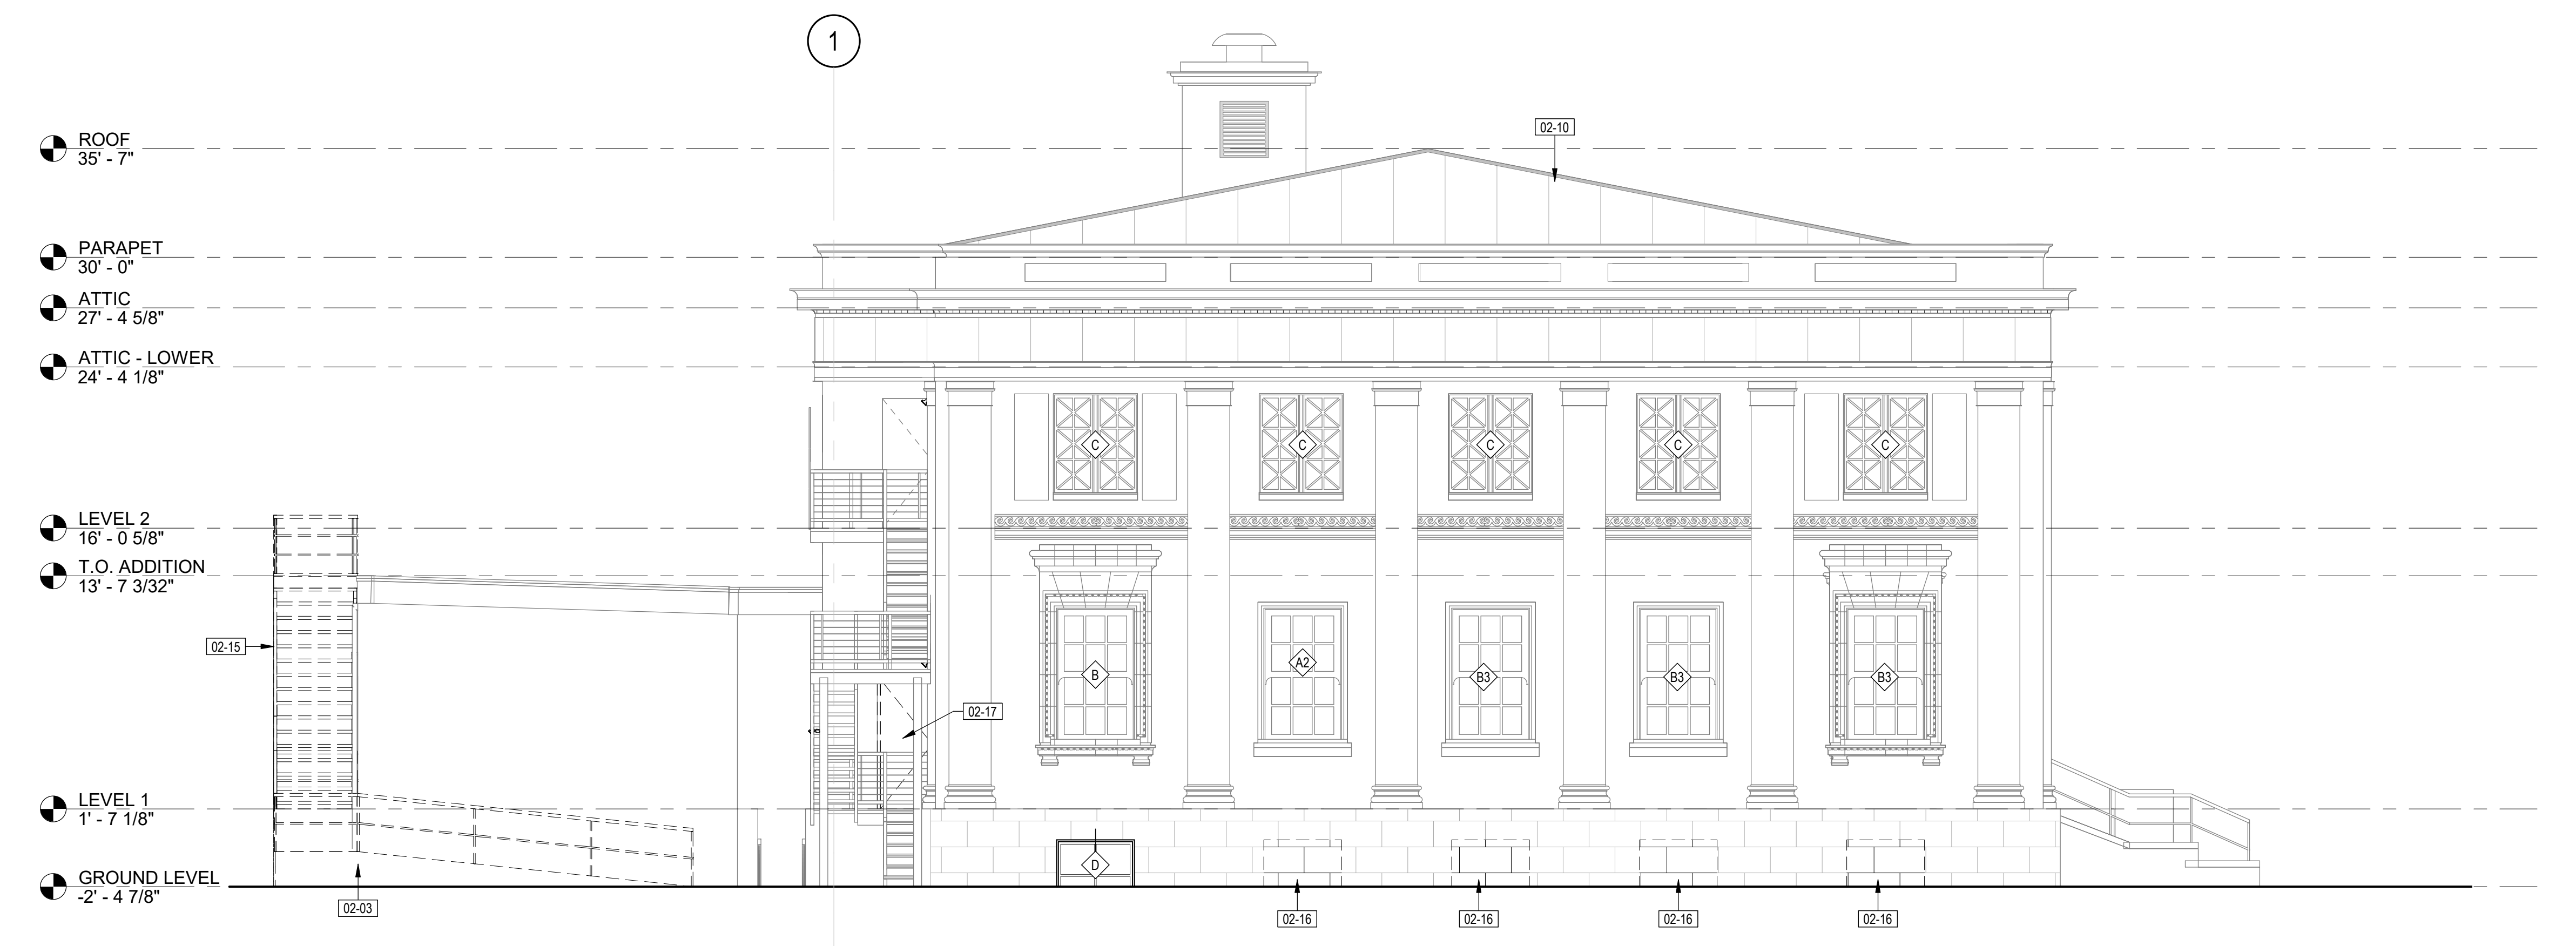 1
ROOF
35' - 7"
02-10
PARAPET
30' - 0"
ATTIC
27' - 4 5/8"
ATTIC - LOWER
24' - 4 1/8"
C
C
C
C
C
LEVEL 2
16' - 0 5/8"
T.O. ADDITION
13' - 7 3/32"
02-15
B
A2
B3
B3
B3
02-17
LEVEL 1
1' - 7 1/8"
D
GROUND LEVEL
-2' - 4 7/8"
02-03
02-16
02-16
02-16
02-16